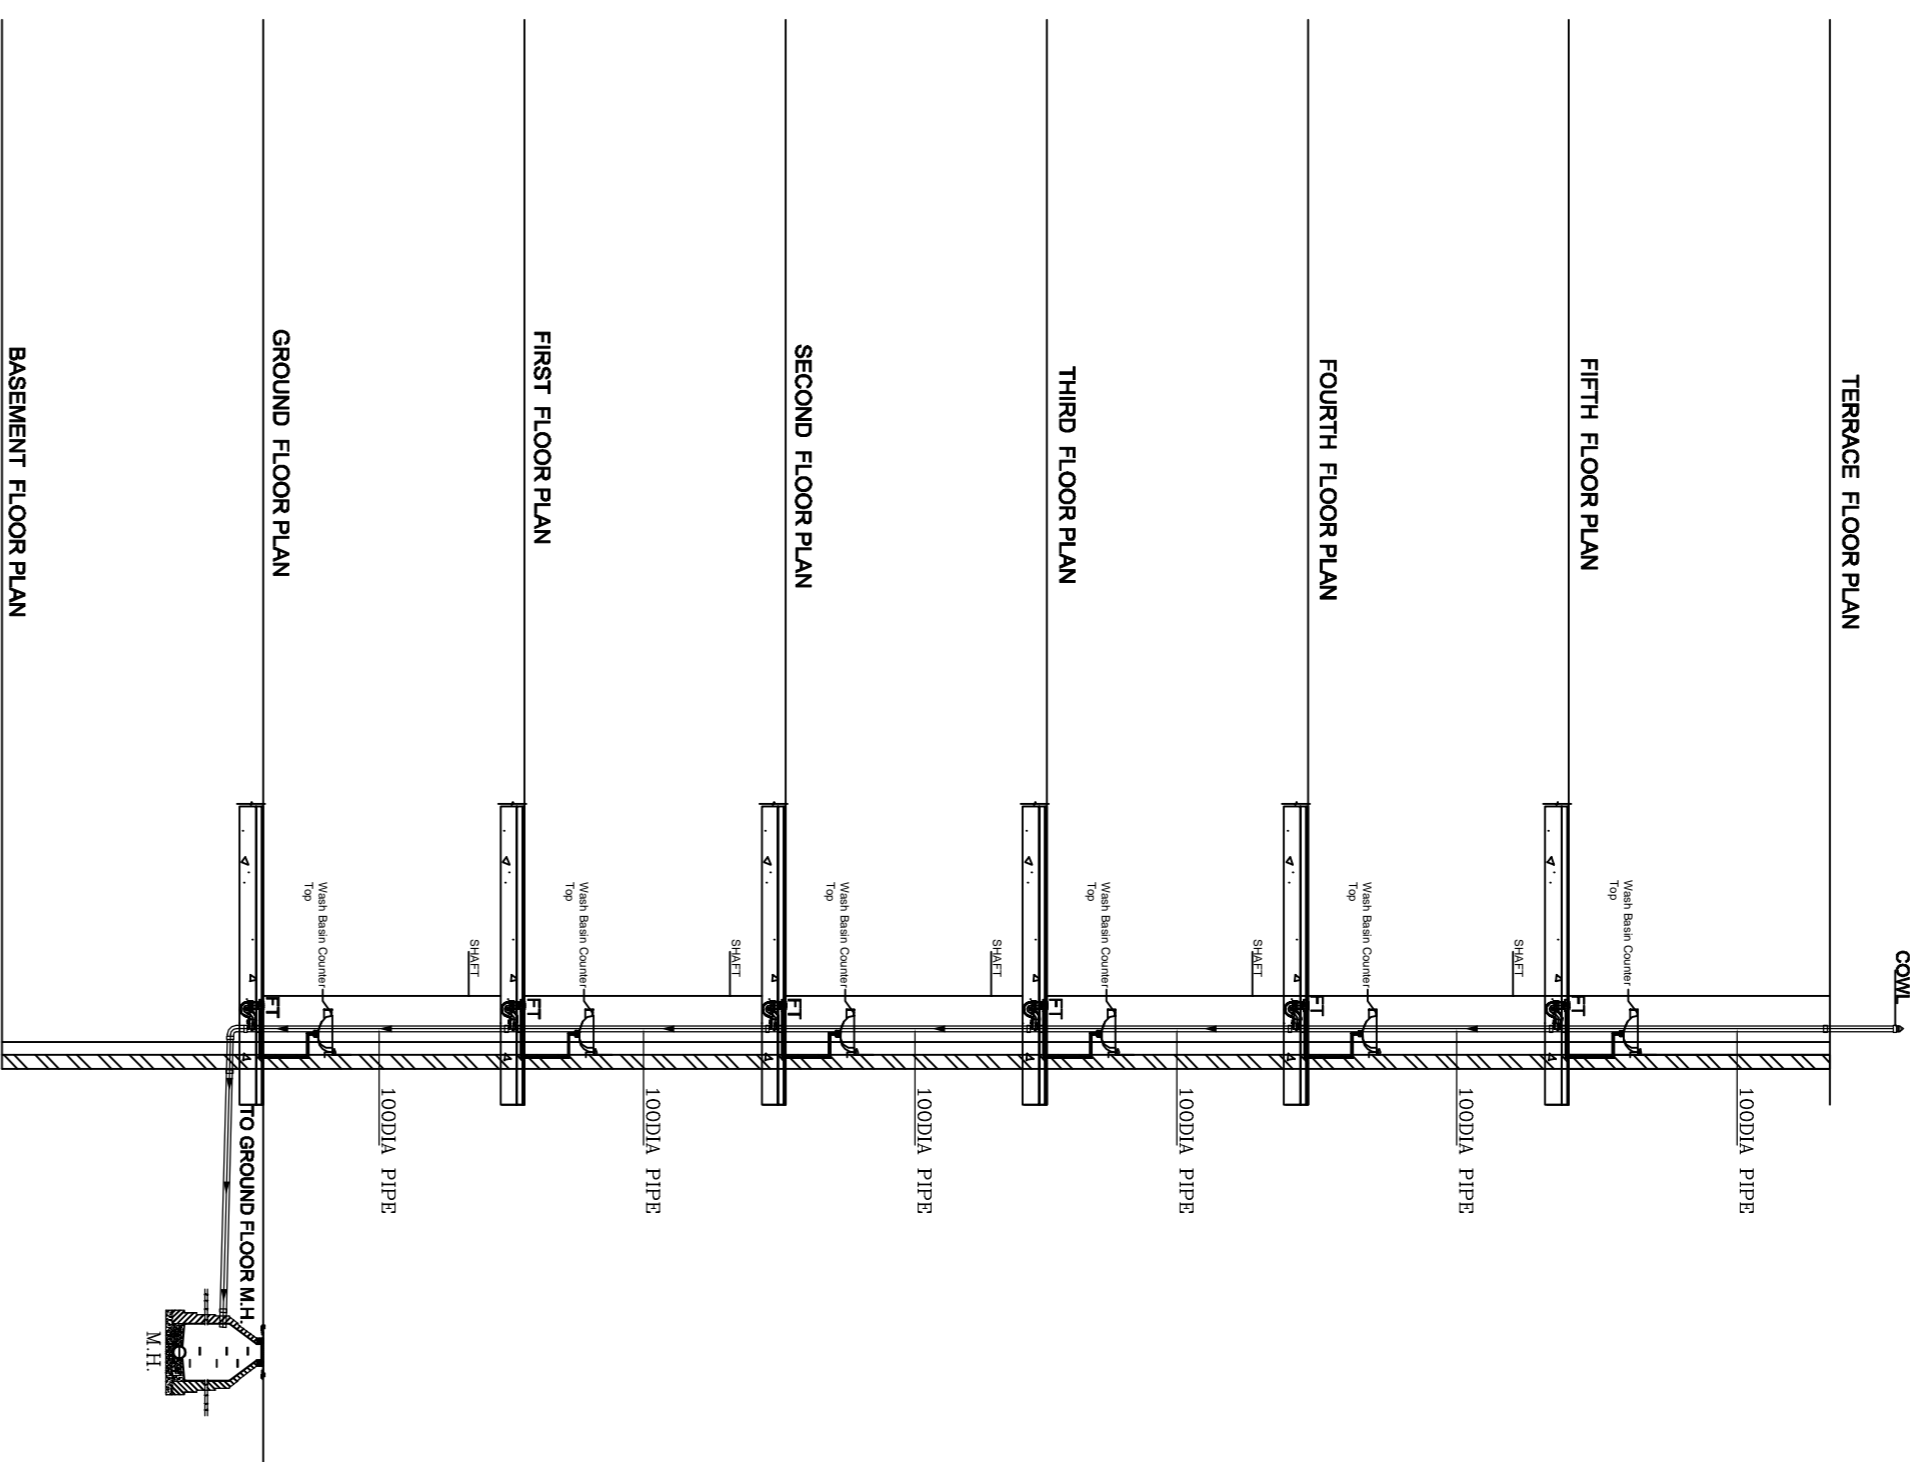 COWL
TERRACE FLOOR PLAN
100DIA PIPE
Wash Basin Counter
Top
FT
FIFTH FLOOR PLAN
SHAFT
100DIA PIPE
Wash Basin Counter
Top
FT
FOURTH FLOOR PLAN
SHAFT
100DIA PIPE
Wash Basin Counter
Top
FT
THIRD FLOOR PLAN
SHAFT
100DIA PIPE
Wash Basin Counter
Top
FT
SECOND FLOOR PLAN
SHAFT
100DIA PIPE
Wash Basin Counter
Top
FT
FIRST FLOOR PLAN
SHAFT
100DIA PIPE
Wash Basin Counter
Top
FT
GROUND FLOOR PLAN
TO GROUND FLOOR M.H.
M.H.
BASEMENT FLOOR PLAN